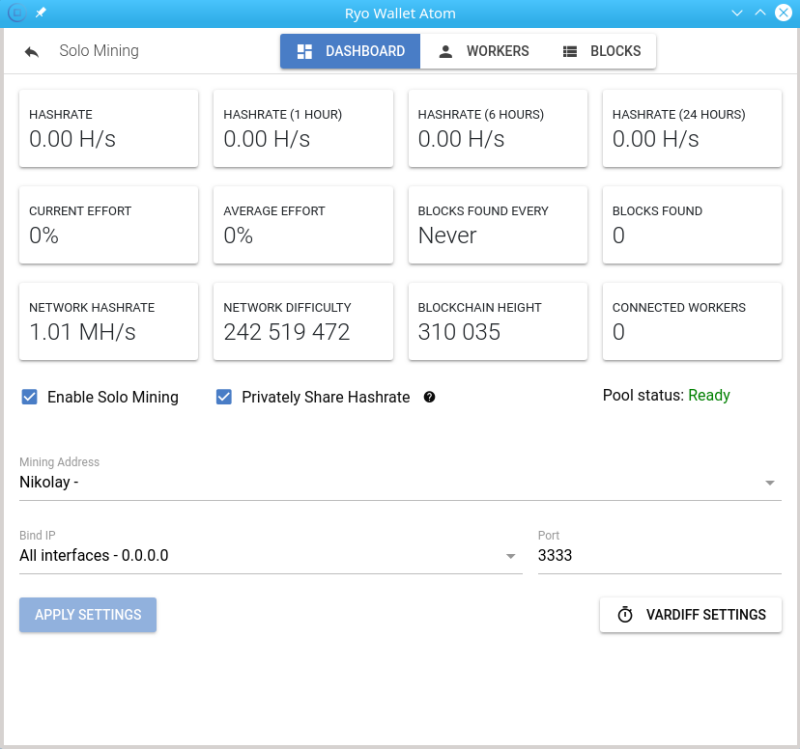 Ryo Wallet Atom
Solo Mining
DASHBOARD WORKERS BLOCKS
HASHRATE HASHRATE (1 HOUR) HASHRATE (6 HOURS) HASHRATE (24 HOURS)
0.00 H/s 0.00 H/s 0.00 H/s 0.00 H/s
CURRENT EFFORT AVERAGE EFFORT BLOCKS FOUND EVERY BLOCKS FOUND
0% 0% Never 0
NETWORK HASHRATE NETWORK DIFFICULTY BLOCKCHAIN HEIGHT CONNECTED WORKERS
1.01 MH/s 242 519 472 310 035 0
Enable Solo Mining Privately Share Hashrate ? Pool status: Ready
Mining Address
Nikolay -
Bind IP Port
All interfaces - 0.0.0.0 3333
APPLY SETTINGS VARDIFF SETTINGS